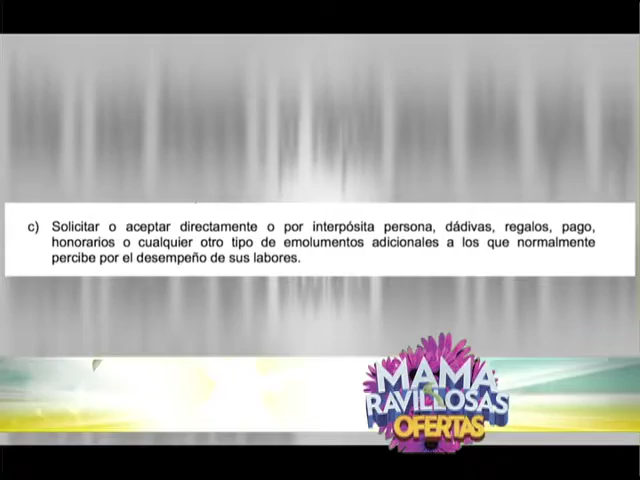 c) Solicitar o aceptar directamente o por interpósita persona, dádivas, regalos, pago,
honorarios o cualquier otro tipo de emolumentos adicionales a los que normalmente
percibe por el desempeño de sus labores.
MAMA
RAVILLOSAS
OFERTAS